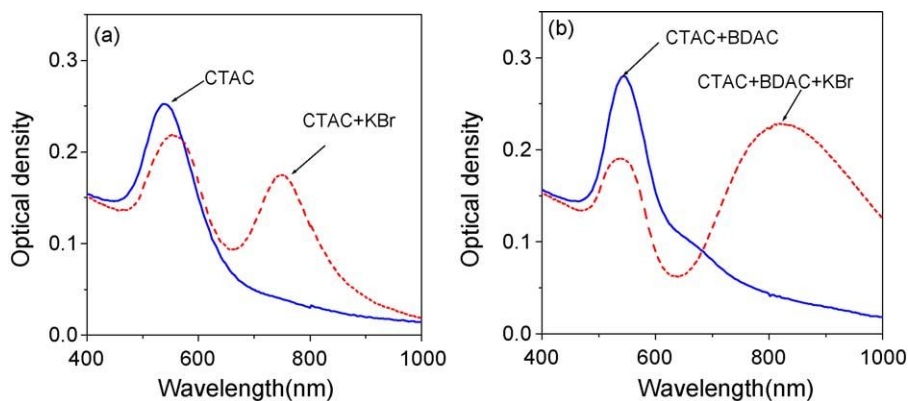 (a)
CTAC
CTAC+KBr
Optical density
0.3
0.2
0.1
0.0
400 600 800 1000
Wavelength(nm)
(b)
CTAC+BDAC
CTAC+BDAC+KBr
Optical density
0.3
0.2
0.1
0.0
400 600 800 1000
Wavelength(nm)